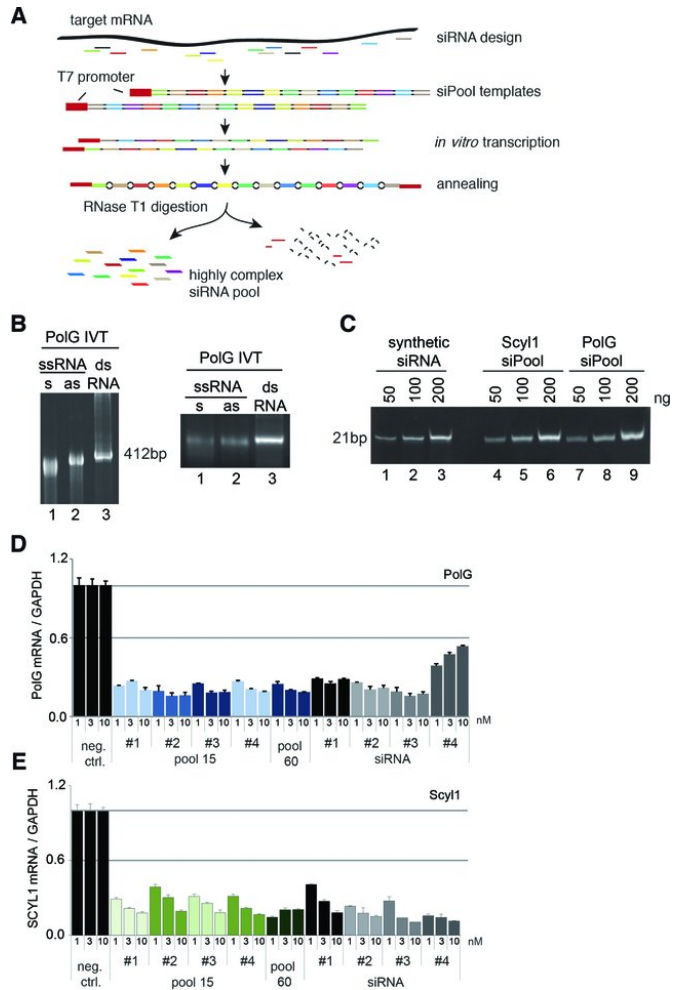 A
target mRNA
siRNA design
T7 promoter
siPool templates
in vitro transcription
annealing
RNase T1 digestion
highly complex
siRNA pool
B
PolG IVT
ssRNA ds
s as RNA
412bp
1 2 3
PolG IVT
ssRNA ds
s as RNA
1 2 3
C
synthetic Scyl1 PolG
siRNA siPool siPool
50 100 200 50 100 200 50 100 200 ng
21bp
1 2 3 4 5 6 7 8 9
D
PolG mRNA / GAPDH
1.2
PolG
0.6
0.0
1 3 10 1 3 10 1 3 10 1 3 10 1 3 10 1 3 10 1 3 10 1 3 10 1 3 10 1 3 10 nM
neg. #1 #2 #3 #4 pool #1 #2 #3 #4
ctrl. pool 15 60 siRNA
E
SCYL1 mRNA / GAPDH
1.2
Scyl1
0.6
0.0
1 3 10 1 3 10 1 3 10 1 3 10 1 3 10 1 3 10 1 3 10 1 3 10 1 3 10 1 3 10 nM
neg. #1 #2 #3 #4 pool #1 #2 #3 #4
ctrl. pool 15 60 siRNA